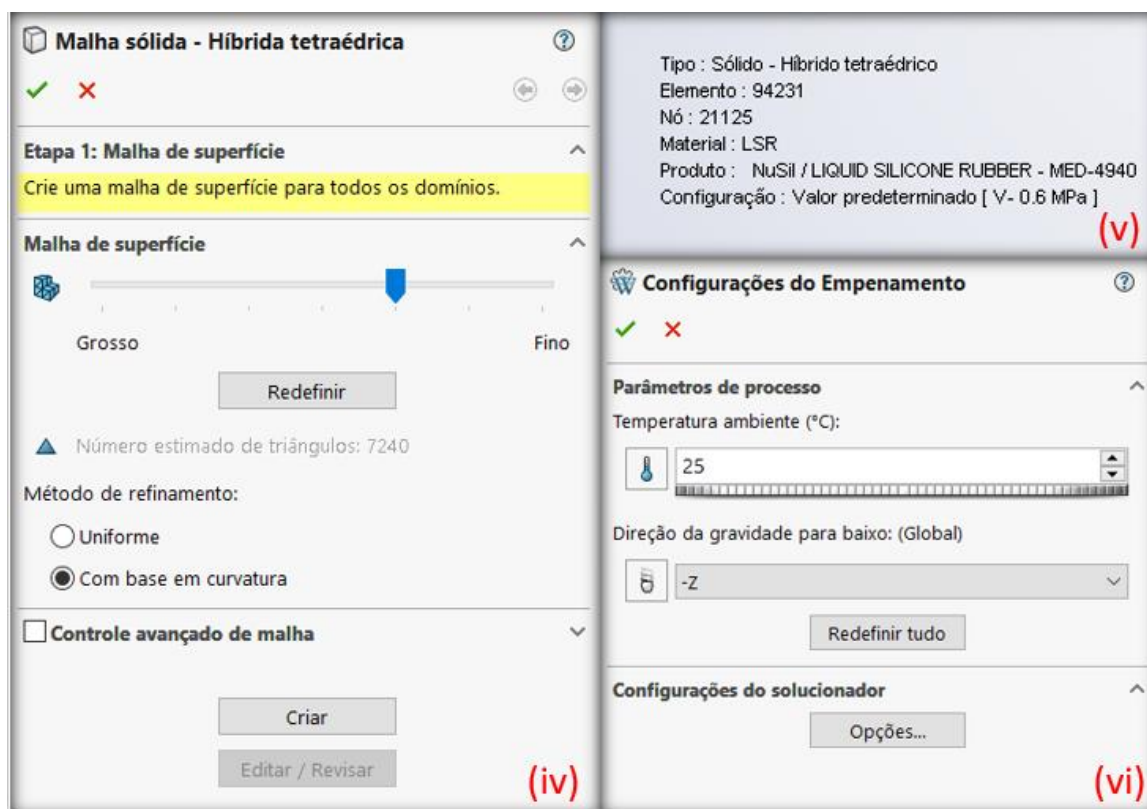 Malha sólida - Híbrida tetraédrica
Etapa 1: Malha de superfície
Crie uma malha de superfície para todos os domínios.
Malha de superfície
Grosso Fino
Redefinir
Número estimado de triângulos: 7240
Método de refinamento:
Uniforme
Com base em curvatura
Controle avançado de malha
Criar
Editar / Revisar
(iv)
Tipo : Sólido - Híbrido tetraédrico
Elemento : 94231
Nó : 21125
Material : LSR
Produto : NuSil / LIQUID SILICONE RUBBER - MED-4940
Configuração : Valor predeterminado [ V- 0.6 MPa ]
(v)
Configurações do Empenamento
Parâmetros de processo
Temperatura ambiente (°C):
25
Direção da gravidade para baixo: (Global)
-Z
Redefinir tudo
Configurações do solucionador
Opções...
(vi)